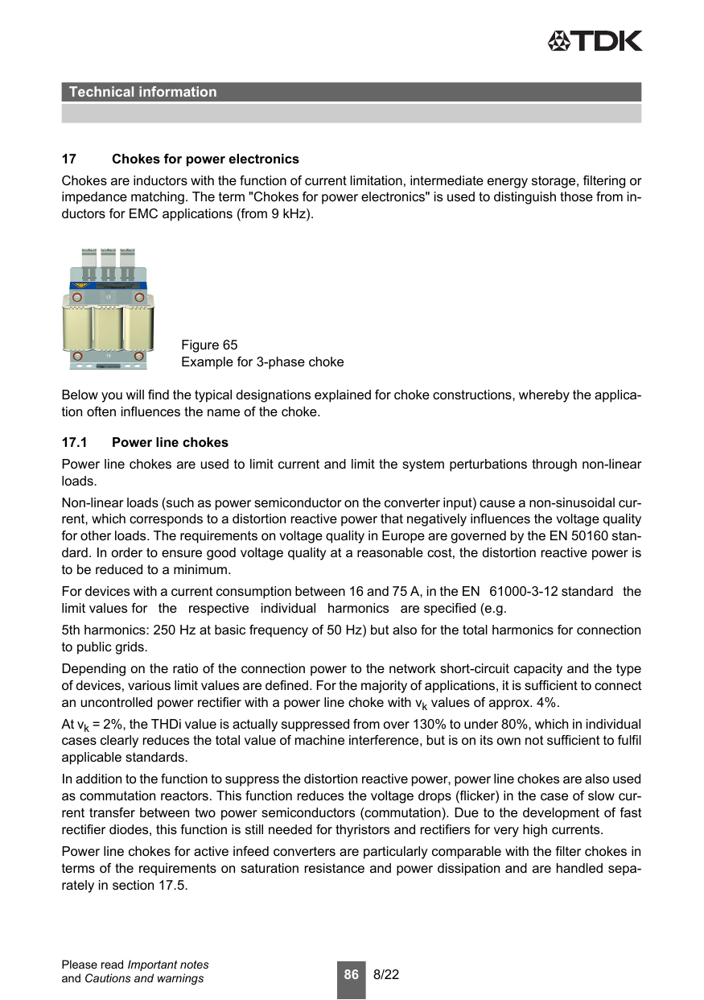 TDK
Technical information
17 Chokes for power electronics
Chokes are inductors with the function of current limitation, intermediate energy storage, filtering or
impedance matching. The term "Chokes for power electronics" is used to distinguish those from in-
ductors for EMC applications (from 9 kHz).
Figure 65
Example for 3-phase choke
Below you will find the typical designations explained for choke constructions, whereby the applica-
tion often influences the name of the choke.
17.1 Power line chokes
Power line chokes are used to limit current and limit the system perturbations through non-linear
loads.
Non-linear loads (such as power semiconductor on the converter input) cause a non-sinusoidal cur-
rent, which corresponds to a distortion reactive power that negatively influences the voltage quality
for other loads. The requirements on voltage quality in Europe are governed by the EN 50160 stan-
dard. In order to ensure good voltage quality at a reasonable cost, the distortion reactive power is
to be reduced to a minimum.
For devices with a current consumption between 16 and 75 A, in the EN 61000-3-12 standard the
limit values for the respective individual harmonics are specified (e.g.
5th harmonics: 250 Hz at basic frequency of 50 Hz) but also for the total harmonics for connection
to public grids.
Depending on the ratio of the connection power to the network short-circuit capacity and the type
of devices, various limit values are defined. For the majority of applications, it is sufficient to connect
an uncontrolled power rectifier with a power line choke with vk values of approx. 4%.
At vk = 2%, the THDi value is actually suppressed from over 130% to under 80%, which in individual
cases clearly reduces the total value of machine interference, but is on its own not sufficient to fulfil
applicable standards.
In addition to the function to suppress the distortion reactive power, power line chokes are also used
as commutation reactors. This function reduces the voltage drops (flicker) in the case of slow cur-
rent transfer between two power semiconductors (commutation). Due to the development of fast
rectifier diodes, this function is still needed for thyristors and rectifiers for very high currents.
Power line chokes for active infeed converters are particularly comparable with the filter chokes in
terms of the requirements on saturation resistance and power dissipation and are handled sepa-
rately in section 17.5.
Please read Important notes
and Cautions and warnings
86 8/22